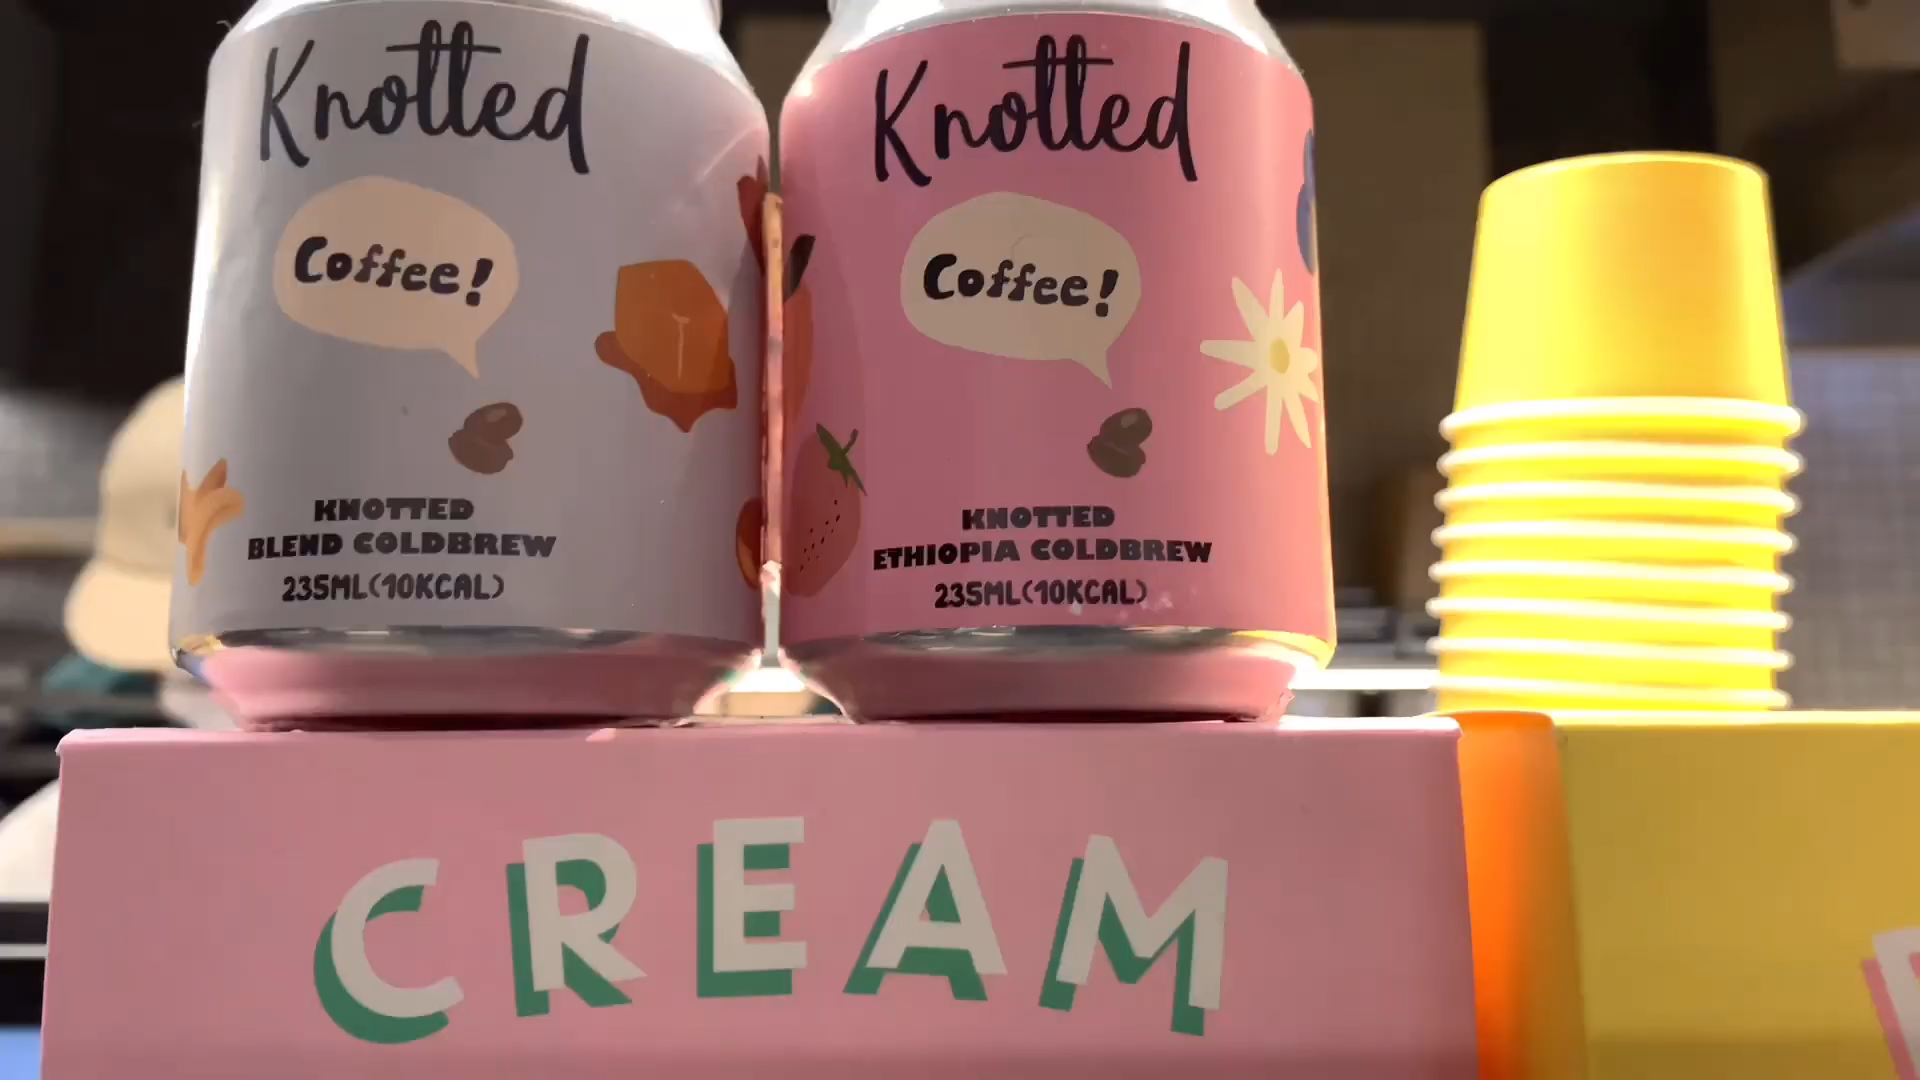 Knotted
Coffee!
KNOTTED
BLEND COLDBREW
235ML(10KCAL)
Knotted
Coffee!
KNOTTED
ETHIOPIA COLDBREW
235ML(10KCAL)
CREAM